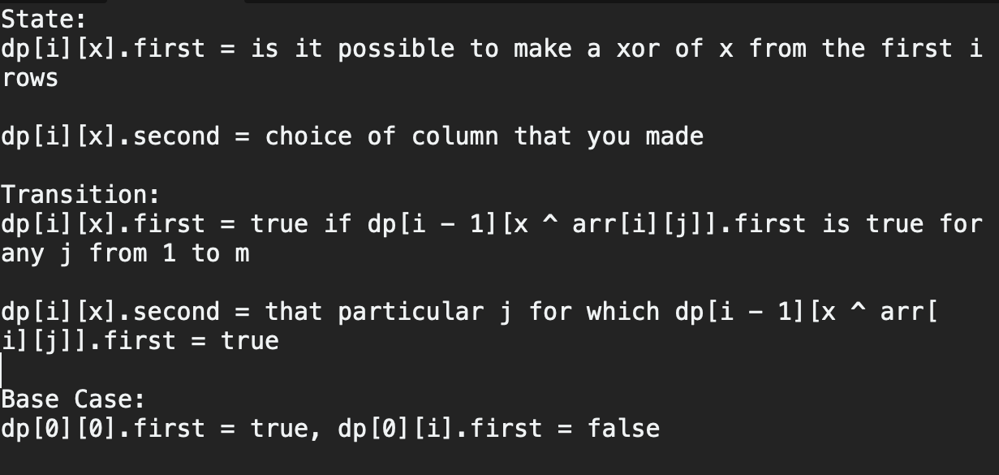 State:
dp[i][x].first = is it possible to make a xor of x from the first i
rows
dp[i][x].second = choice of column that you made
Transition:
dp[i][x].first = true if dp[i - 1][x ^ arr[i][j]].first is true for
any j from 1 to m
dp[i][x].second = that particular j for which dp[i - 1][x ^ arr[
i][j]].first = true
Base Case:
dp[0][0].first = true, dp[0][i].first = false